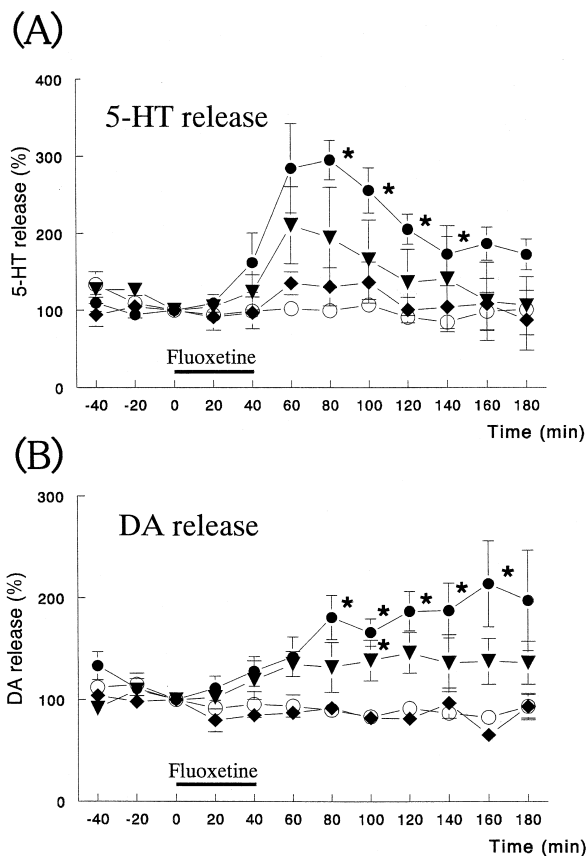 (A)
400
5-HT release
300
200
100
0
5-HT release (%)
*
*
*
*
Fluoxetine
-40 -20 0 20 40 60 80 100 120 140 160 180
Time (min)
(B)
300
DA release
200
100
0
DA release (%)
*
*
*
*
*
*
Fluoxetine
-40 -20 0 20 40 60 80 100 120 140 160 180
Time (min)